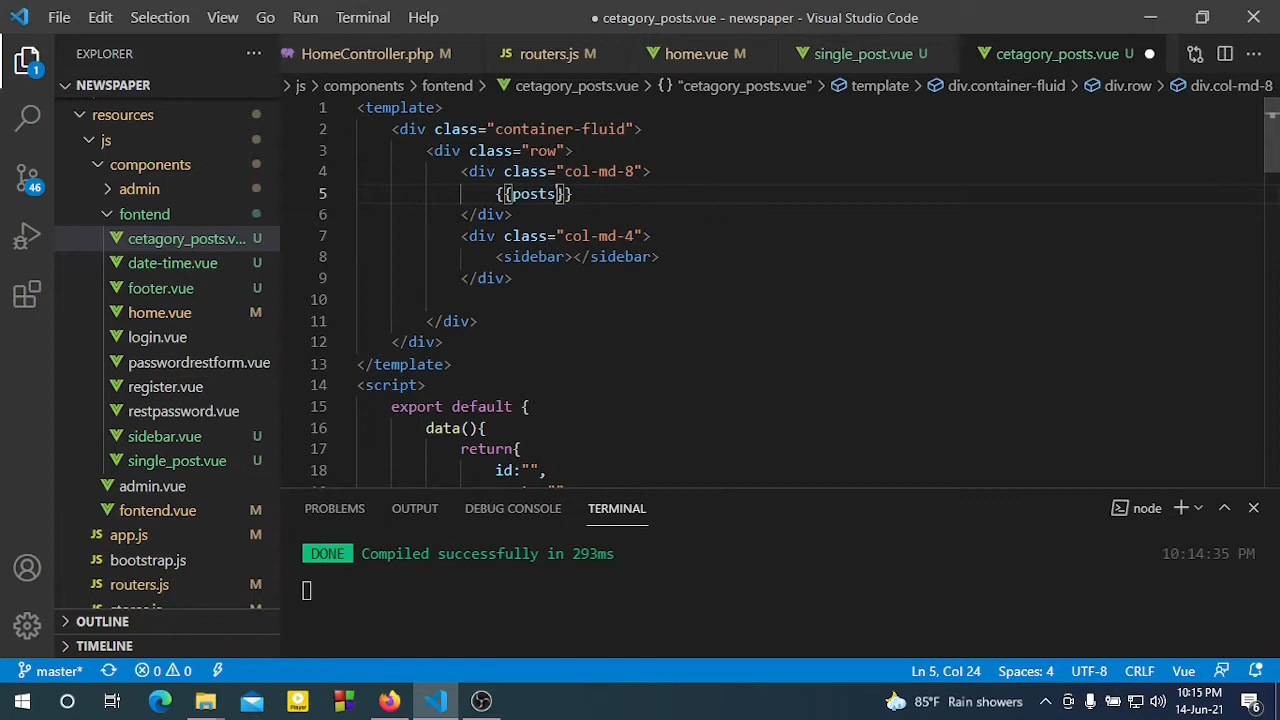 File Edit Selection View Go Run Terminal Help
● cetagory_posts.vue - newspaper - Visual Studio Code
EXPLORER
HomeController.php M
JS routers.js M
home.vue M
single_post.vue U
cetagory_posts.vue U ●
NEWSPAPER
> js > components > fontend > cetagory_posts.vue > {} "cetagory_posts.vue" > template > div.container-fluid > div.row > div.col-md-8
resources
js
components
admin
fontend
cetagory_posts.v... U
date-time.vue U
footer.vue U
home.vue M
login.vue
passwordrestform.vue
register.vue
restpassword.vue
sidebar.vue U
single_post.vue U
admin.vue
fontend.vue M
JS app.js M
JS bootstrap.js
JS routers.js M
OUTLINE
TIMELINE
1
46
1 <template>
2 <div class="container-fluid">
3 <div class="row">
4 <div class="col-md-8">
5 {{posts}}
6 </div>
7 <div class="col-md-4">
8 <sidebar></sidebar>
9 </div>
10
11 </div>
12 </div>
13 </template>
14 <script>
15 export default {
16 data(){
17 return{
18 id:"",
PROBLEMS OUTPUT DEBUG CONSOLE TERMINAL
node
DONE Compiled successfully in 293ms 10:14:35 PM
master* 0 0 Ln 5, Col 24 Spaces: 4 UTF-8 CRLF Vue
Player
85°F Rain showers
10:15 PM
14-Jun-21
6